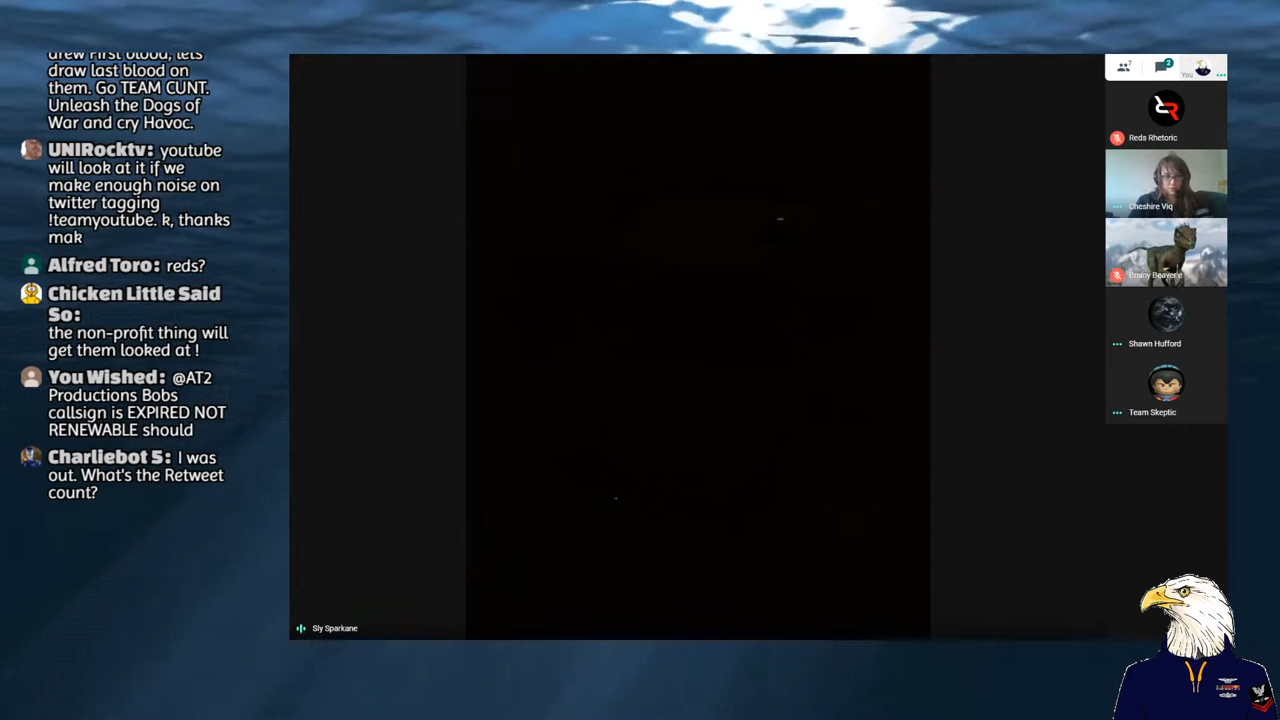 drew First blood, lets
draw last blood on
them. Go TEAM CUNT.
Unleash the Dogs of
War and cry Havoc.
UNIRocktv: youtube
will look at it if we
make enough noise on
twitter tagging
!teamyoutube. k, thanks
mak
Alfred Toro: reds?
Chicken Little Said
So:
the non-profit thing will
get them looked at !
You Wished: @AT2
Productions Bobs
callsign is EXPIRED NOT
RENEWABLE should
Charliebot 5: I was
out. What's the Retweet
count?
Sly Sparkane
7
2
You
Reds Rhetoric
Cheshire Viq
Brainy Beaver e
Shawn Hufford
Team Skeptic